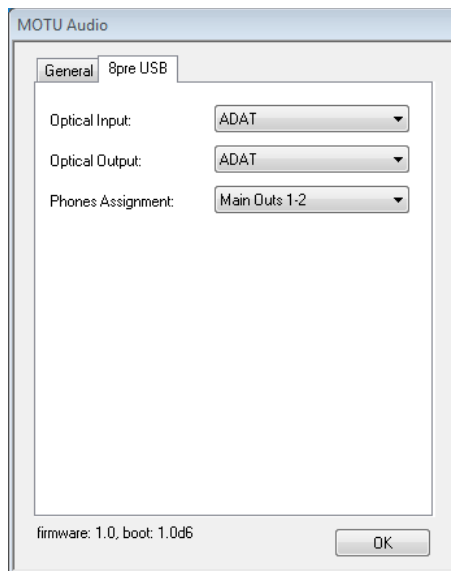 MOTU Audio
General 8pre USB
Optical Input: ADAT
Optical Output: ADAT
Phones Assignment: Main Outs 1-2
firmware: 1.0, boot: 1.0d6
OK